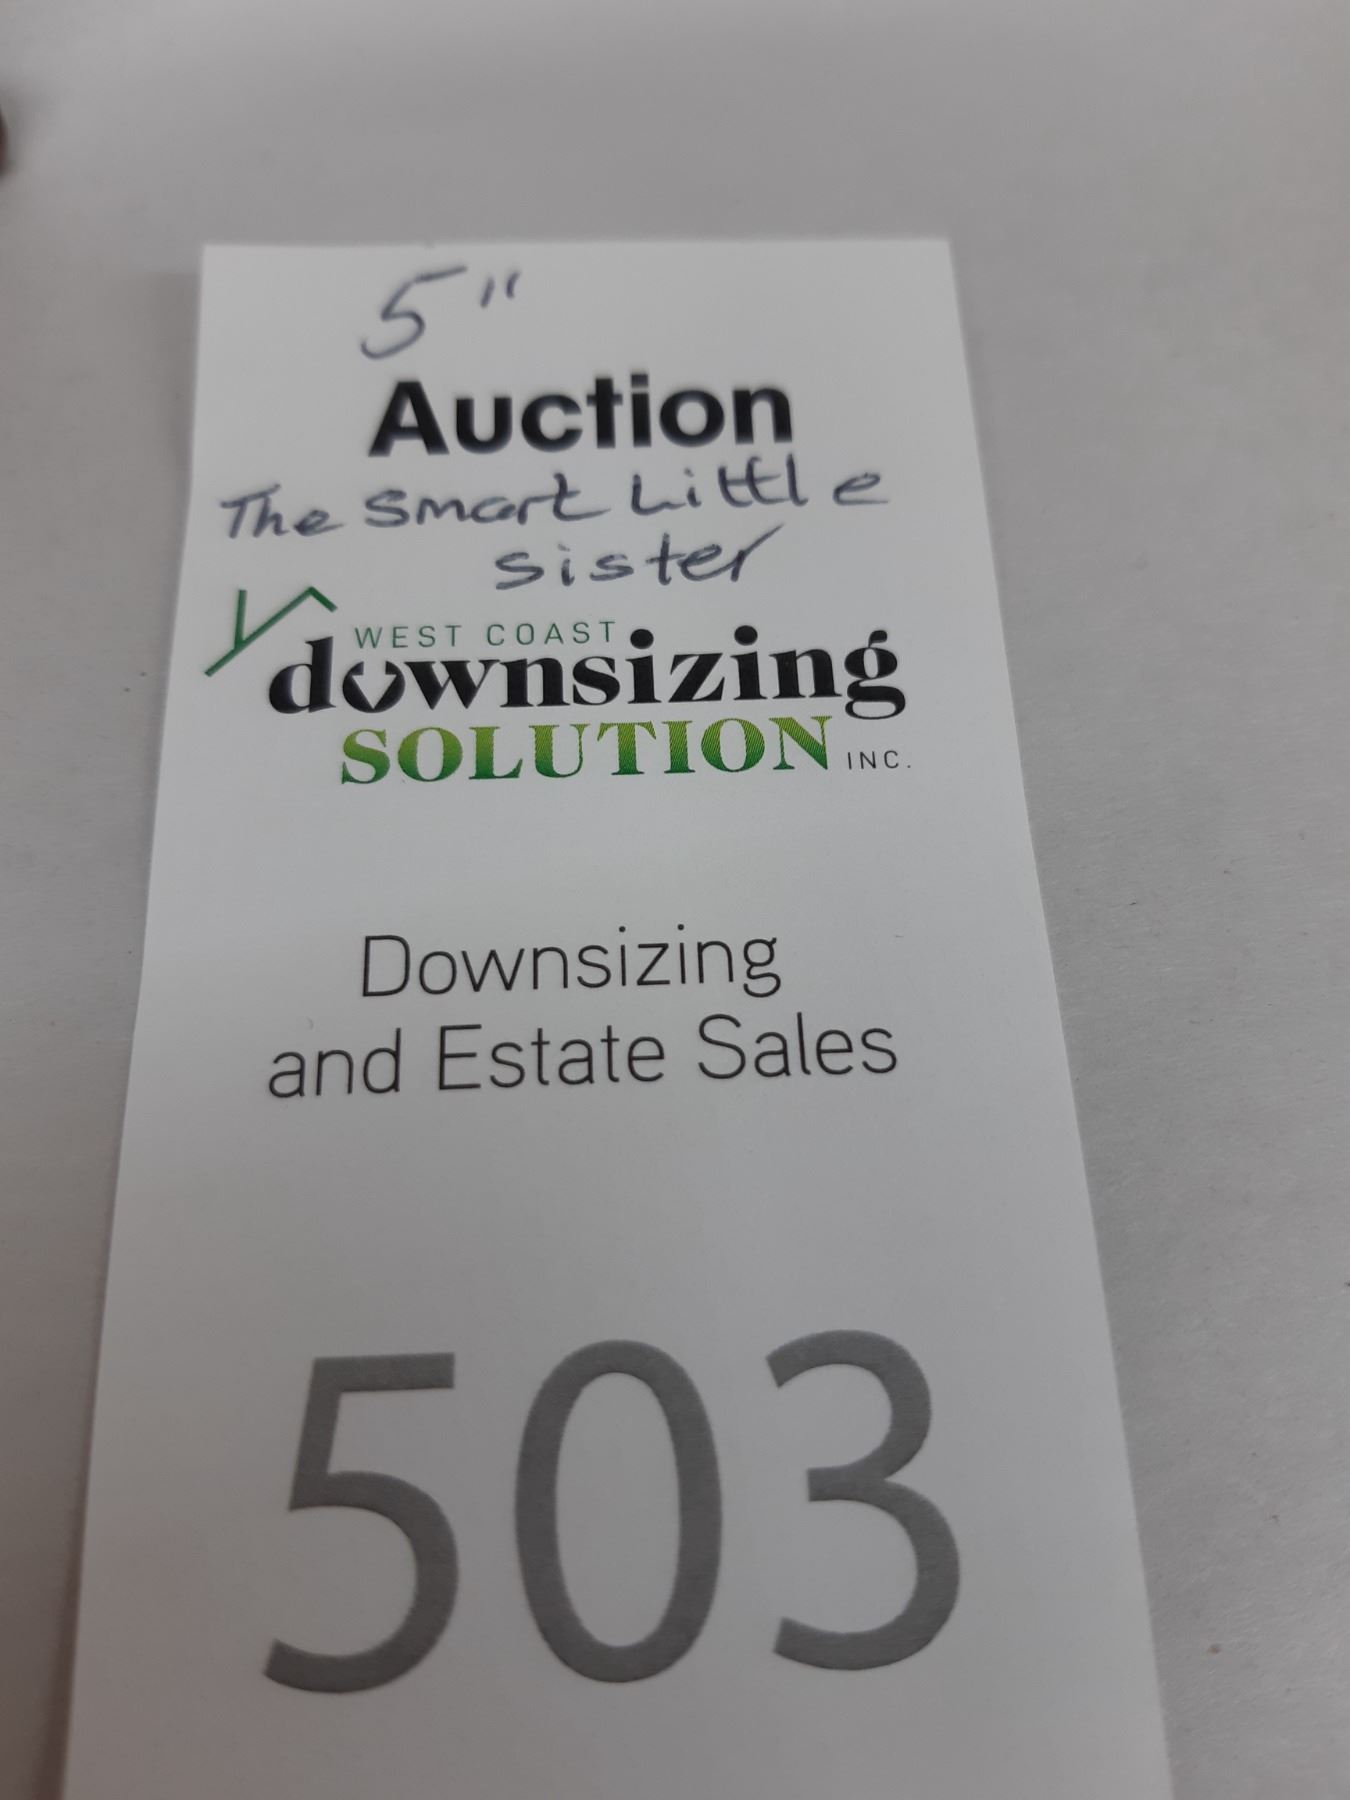 5"
Auction
The Smart Little
Sister
WEST COAST
downsizing
SOLUTION INC.
Downsizing
and Estate Sales
503